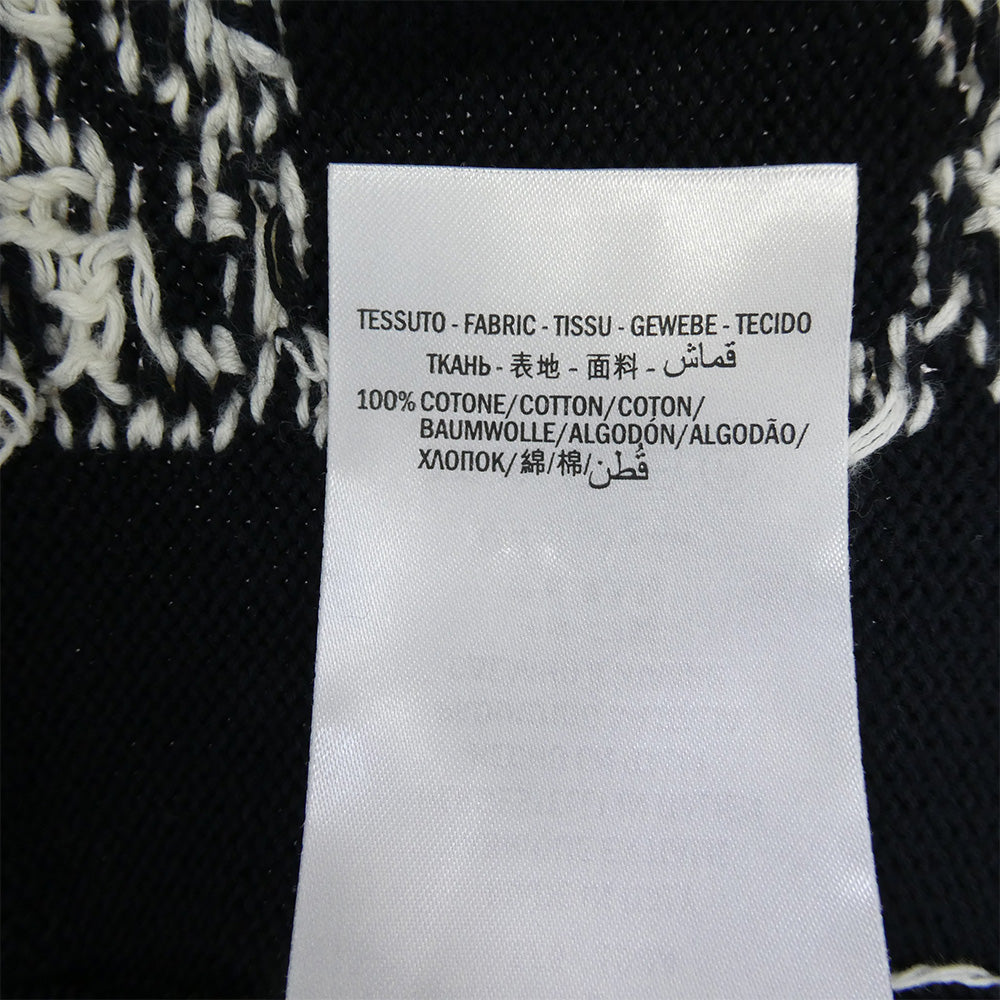 TESSUTO - FABRIC - TISSU - GEWEBE - TECIDO
ТКАНЬ - 表地 - 面料 - قماش
100% COTONE/COTTON/COTON/
BAUMWOLLE/ALGODÓN/ALGODÃO/
ХЛОПОК/綿/棉/قُطن